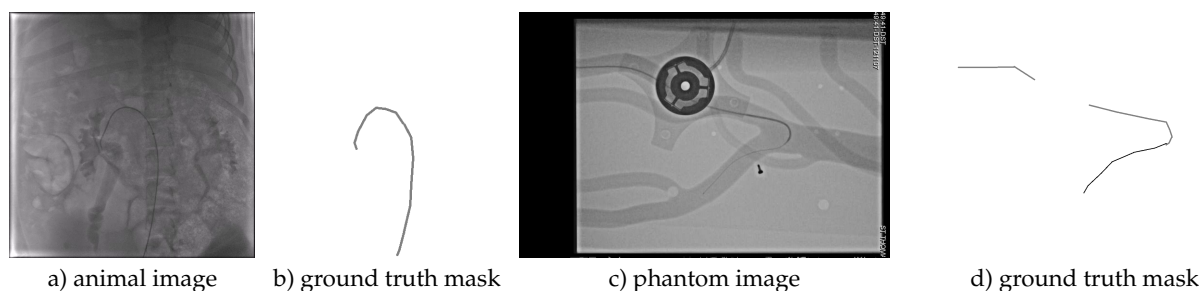 a) animal image
b) ground truth mask
c) phantom image
d) ground truth mask